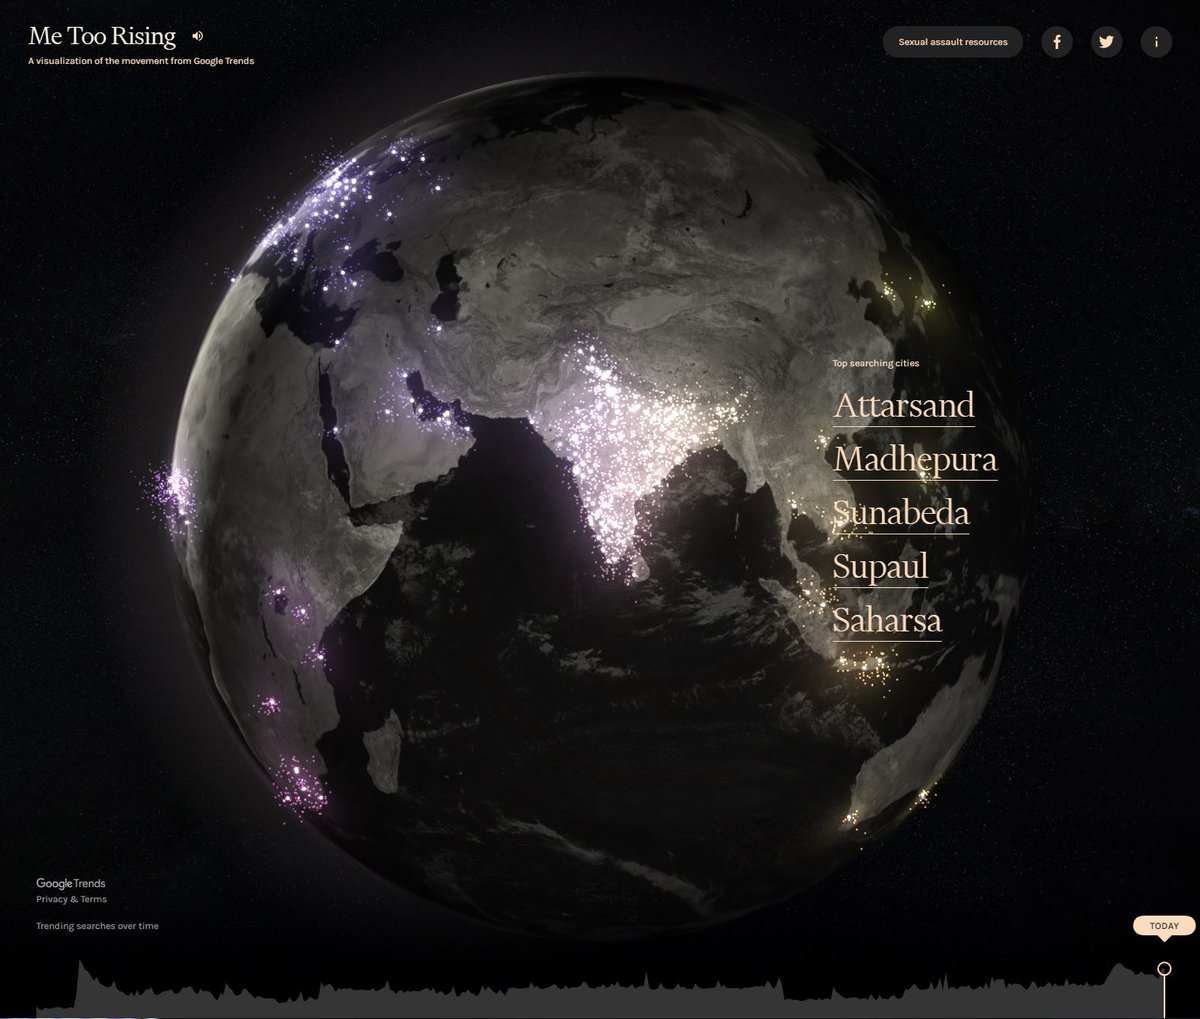 Me Too Rising
A visualization of the movement from Google Trends
Sexual assault resources
Top searching cities
Attarsand
Madhepura
Sunabeda
Supaul
Saharsa
Google Trends
Privacy & Terms
Trending searches over time
TODAY